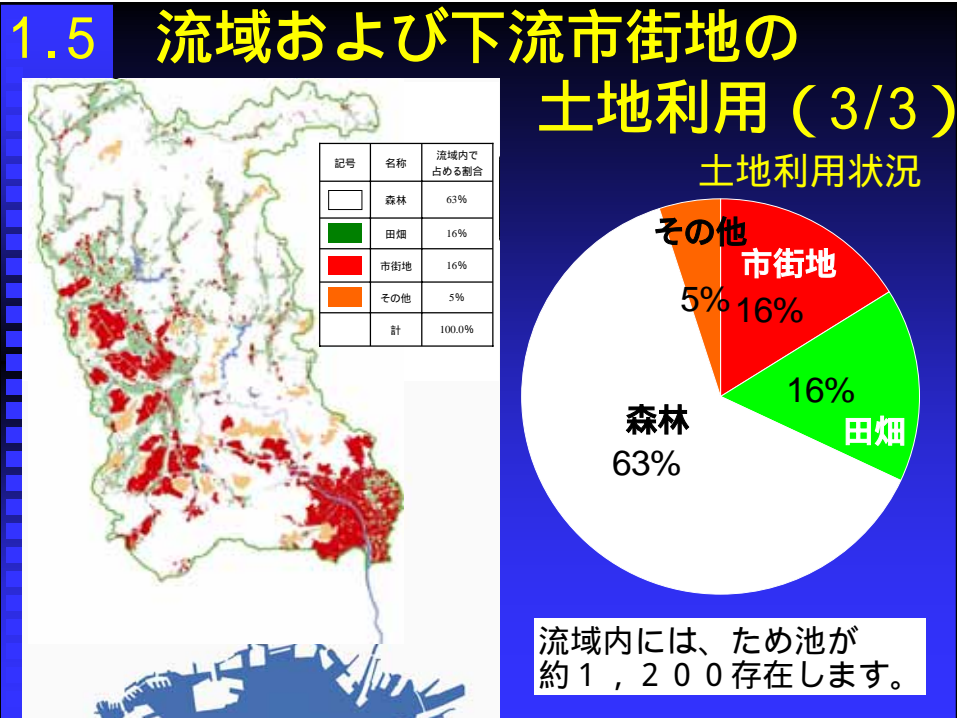 1.5 流域および下流市街地の
土地利用(3/3)
土地利用状況
記号 名称 流域内で
占める割合
森林 63%
田畑 16%
市街地 16%
その他 5%
計 100.0%
その他
5%
市街地
16%
16%
田畑
森林
63%
流域内には、ため池が
約1,200存在します。